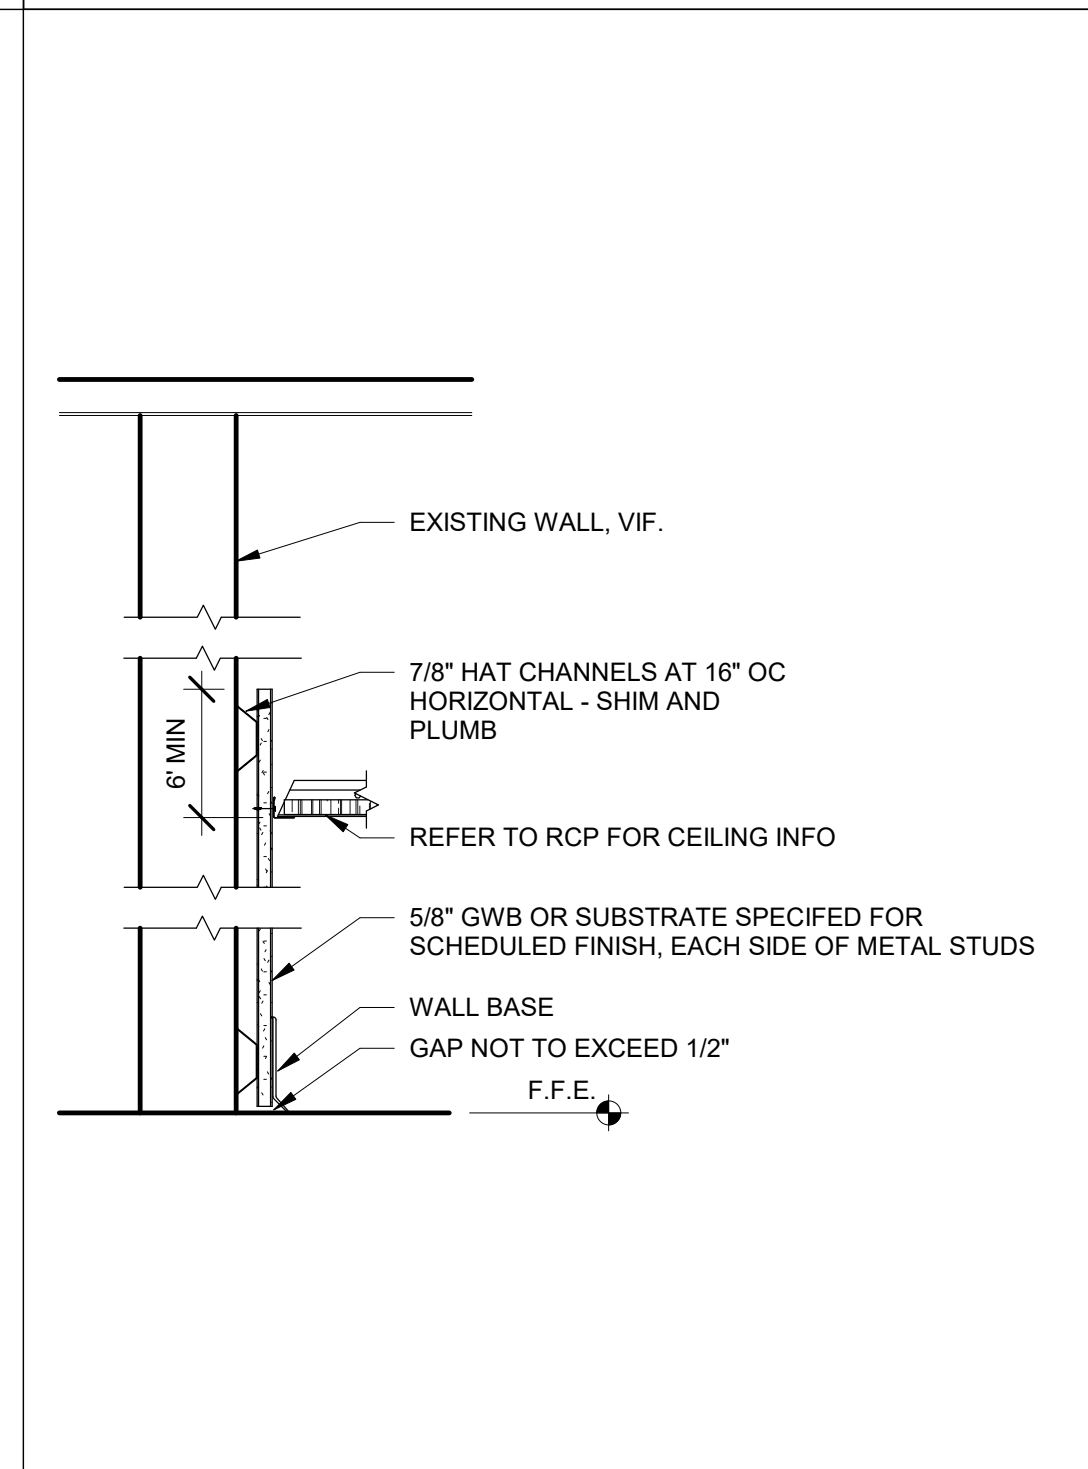 EXISTING WALL, VIF.
7/8" HAT CHANNELS AT 16" OC
HORIZONTAL - SHIM AND
PLUMB
6' MIN
REFER TO RCP FOR CEILING INFO
5/8" GWB OR SUBSTRATE SPECIFED FOR
SCHEDULED FINISH, EACH SIDE OF METAL STUDS
WALL BASE
GAP NOT TO EXCEED 1/2"
F.F.E.